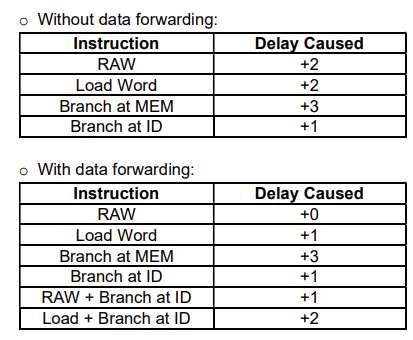 o Without data forwarding:
Instruction Delay Caused
RAW +2
Load Word +2
Branch at MEM +3
Branch at ID +1
o With data forwarding:
Instruction Delay Caused
RAW +0
Load Word +1
Branch at MEM +3
Branch at ID +1
RAW + Branch at ID +1
Load + Branch at ID +2